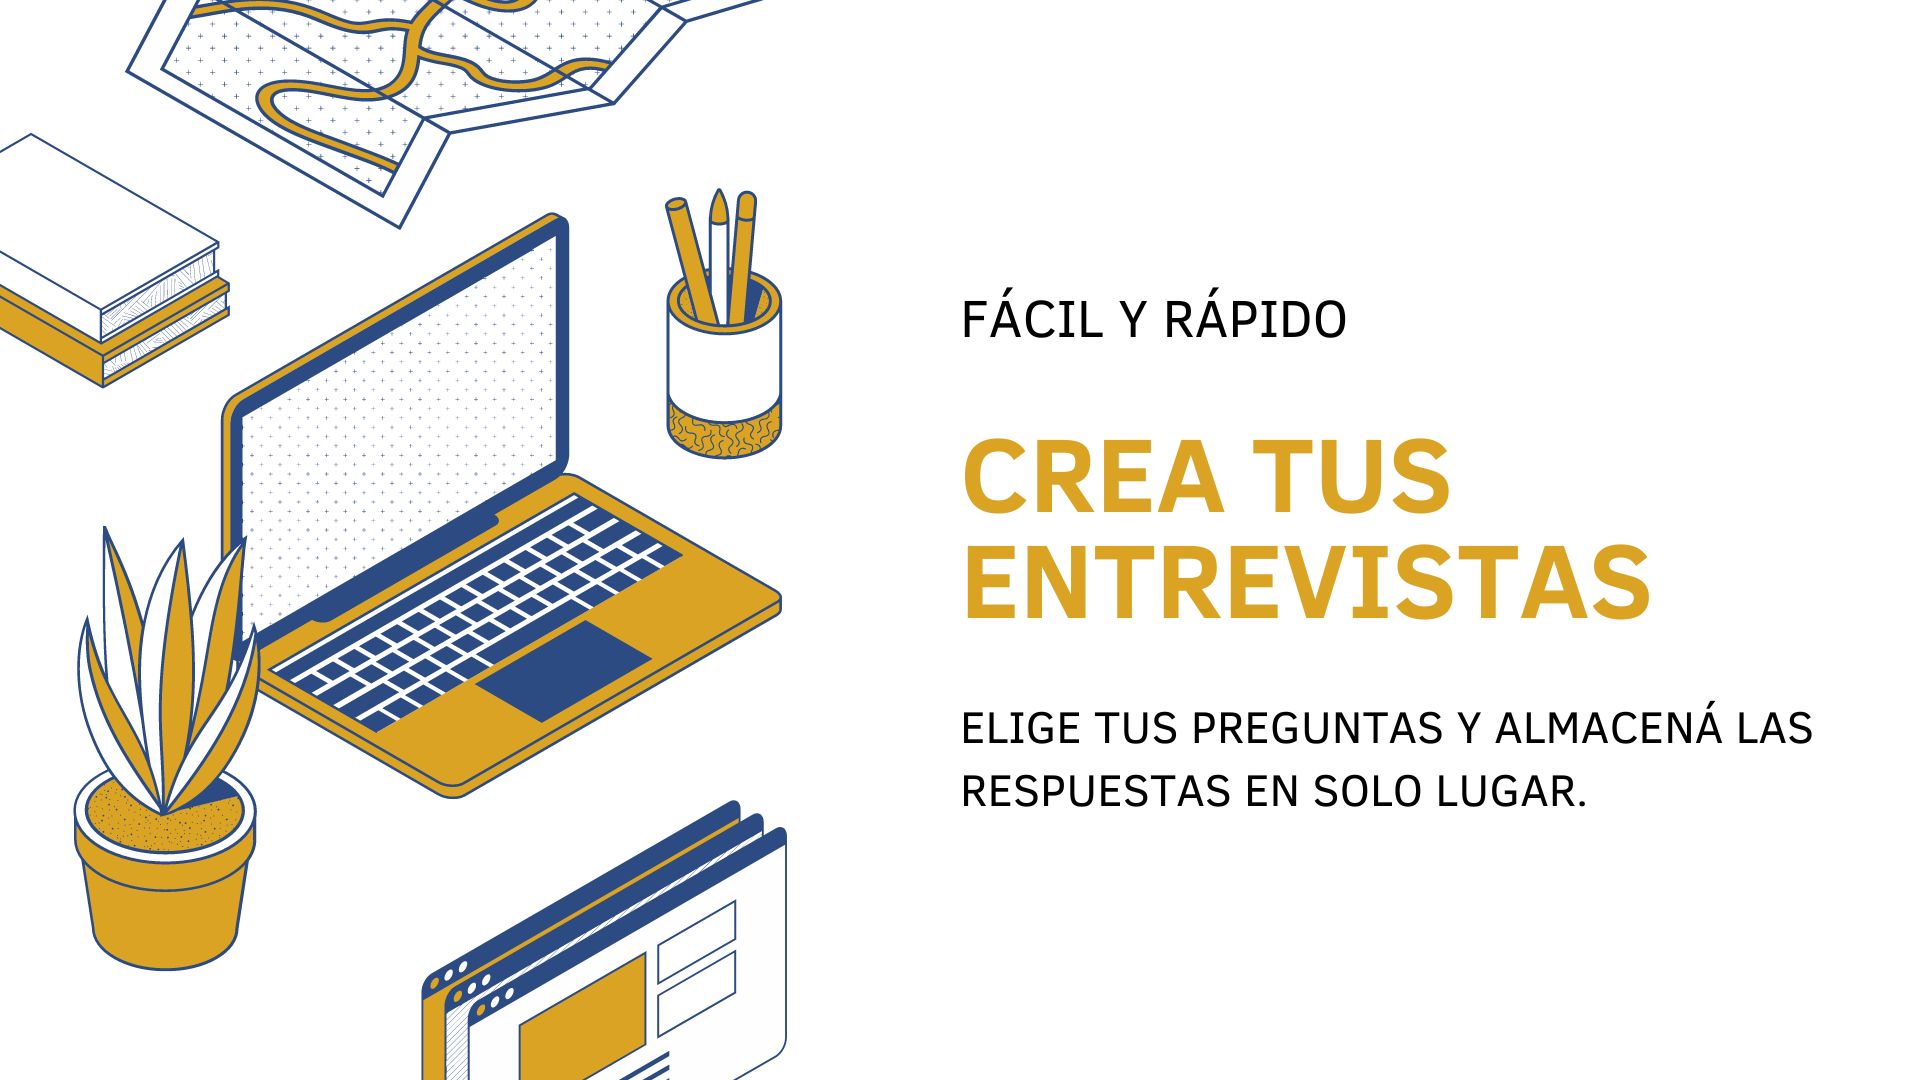 FÁCIL Y RÁPIDO
CREA TUS
ENTREVISTAS
ELIGE TUS PREGUNTAS Y ALMACENÁ LAS
RESPUESTAS EN SOLO LUGAR.